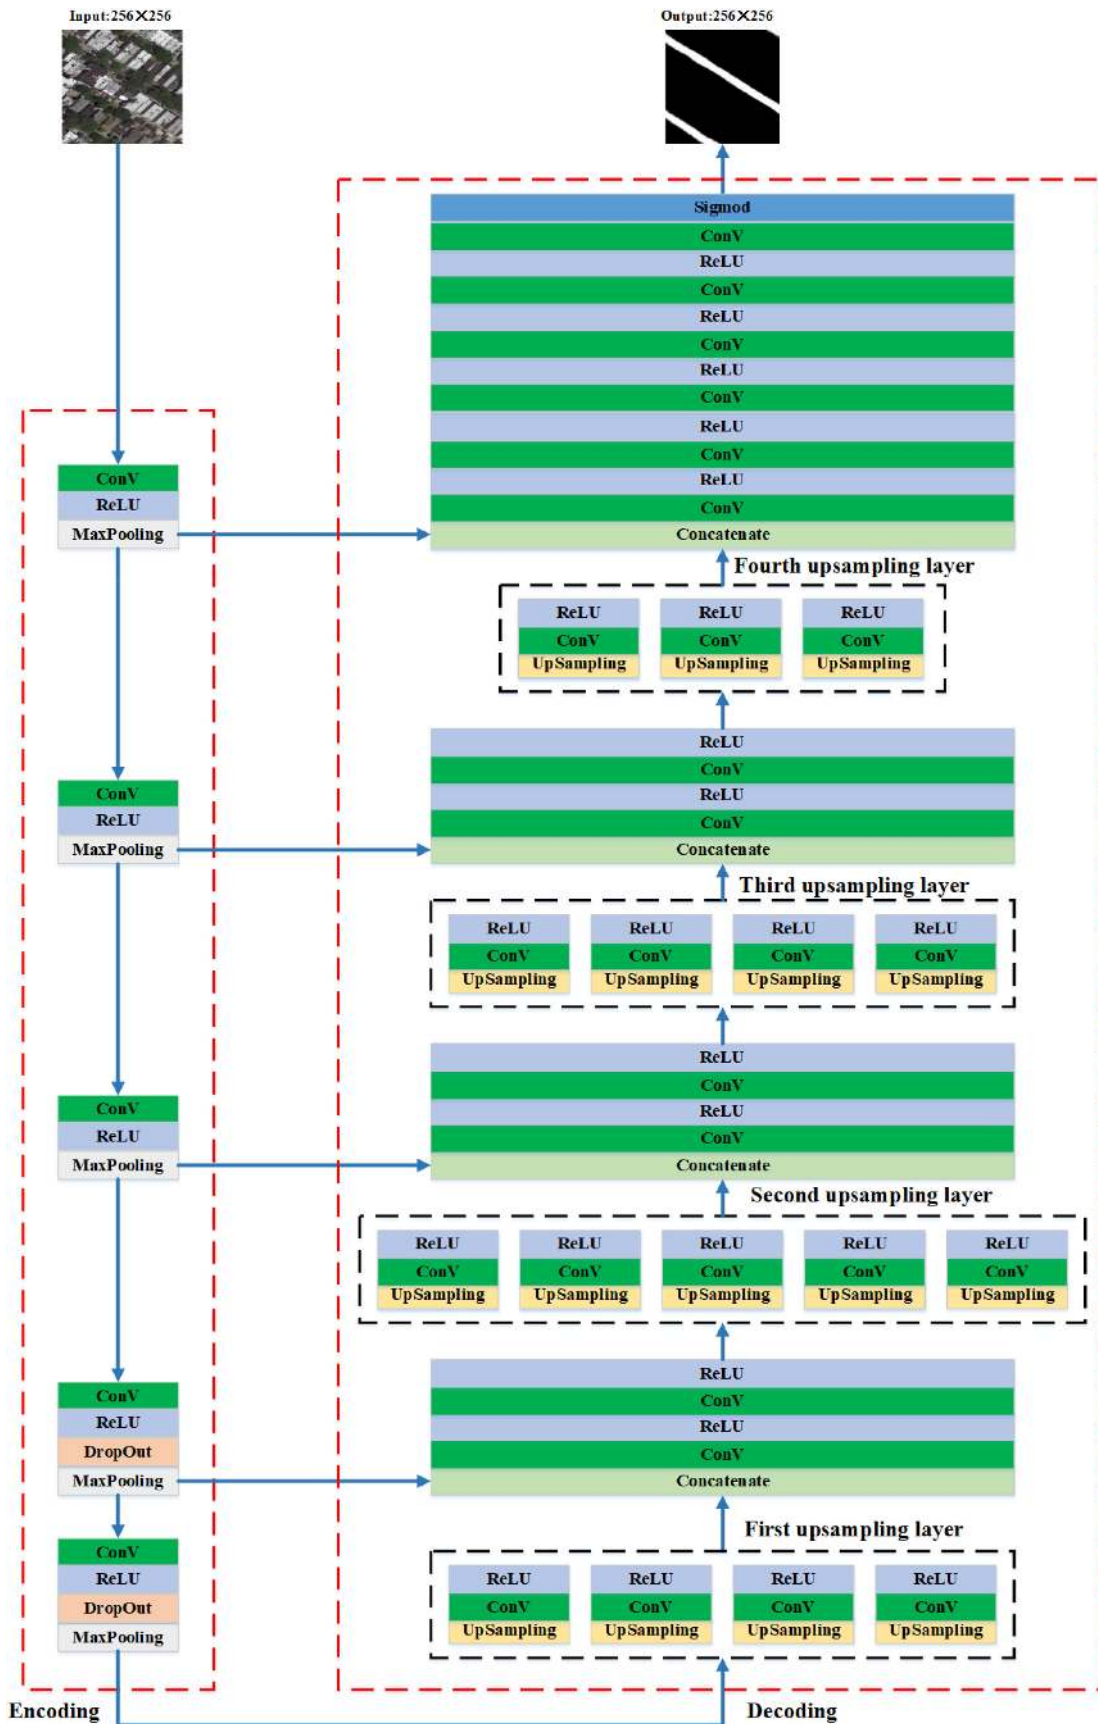 Input:256×256
Output:256×256
Sigmod
ConV
ReLU
ConV
ReLU
ConV
ReLU
ConV
ReLU
ConV
ReLU
ConV
Concatenate
ConV
ReLU
MaxPooling
Fourth upsampling layer
ReLU ReLU ReLU
ConV ConV ConV
UpSampling UpSampling UpSampling
ReLU
ConV
ReLU
ConV
Concatenate
ConV
ReLU
MaxPooling
Third upsampling layer
ReLU ReLU ReLU ReLU
ConV ConV ConV ConV
UpSampling UpSampling UpSampling UpSampling
ReLU
ConV
ReLU
ConV
Concatenate
ConV
ReLU
MaxPooling
Second upsampling layer
ReLU ReLU ReLU ReLU ReLU
ConV ConV ConV ConV ConV
UpSampling UpSampling UpSampling UpSampling UpSampling
ReLU
ConV
ReLU
ConV
Concatenate
ConV
ReLU
DropOut
MaxPooling
First upsampling layer
ReLU ReLU ReLU ReLU
ConV ConV ConV ConV
UpSampling UpSampling UpSampling UpSampling
ConV
ReLU
DropOut
MaxPooling
Encoding
Decoding